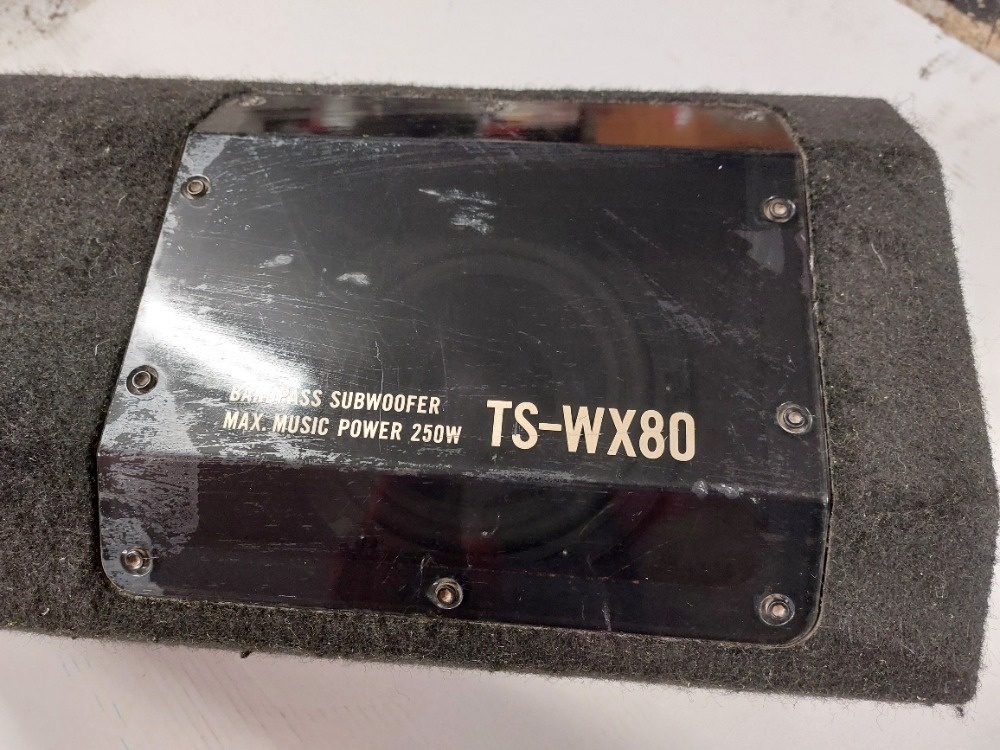 BANDPASS SUBWOOFER
MAX. MUSIC POWER 250W
TS-WX80